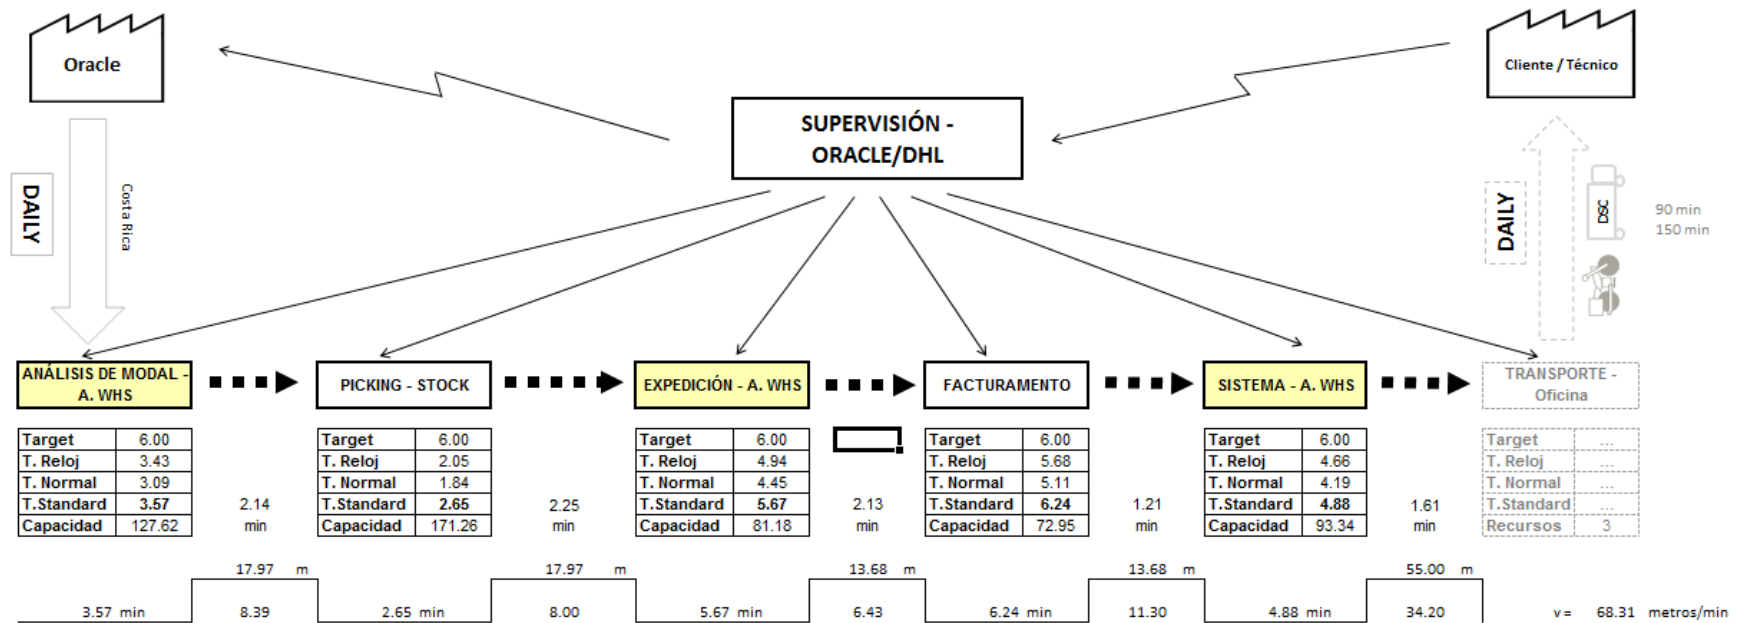 Oracle
Cliente / Técnico
SUPERVISIÓN -
ORACLE/DHL
DAILY
Costa Rica
DAILY
DSC
90 min
150 min
ANÁLISIS DE MODAL -
A. WHS
PICKING - STOCK
EXPEDICIÓN - A. WHS
FACTURAMENTO
SISTEMA - A. WHS
TRANSPORTE -
Oficina
Target 6.00
T. Reloj 3.43
T. Normal 3.09
T.Standard 3.57
Capacidad 127.62
2.14
min
Target 6.00
T. Reloj 2.05
T. Normal 1.84
T.Standard 2.65
Capacidad 171.26
2.25
min
Target 6.00
T. Reloj 4.94
T. Normal 4.45
T.Standard 5.67
Capacidad 81.18
2.13
min
Target 6.00
T. Reloj 5.68
T. Normal 5.11
T.Standard 6.24
Capacidad 72.95
1.21
min
Target 6.00
T. Reloj 4.66
T. Normal 4.19
T.Standard 4.88
Capacidad 93.34
1.61
min
Target ...
T. Reloj ...
T. Normal ...
T.Standard ...
Recursos 3
17.97 m
17.97 m
13.68 m
13.68 m
55.00 m
3.57 min
8.39
2.65 min
8.00
5.67 min
6.43
6.24 min
11.30
4.88 min
34.20
v = 68.31 metros/min